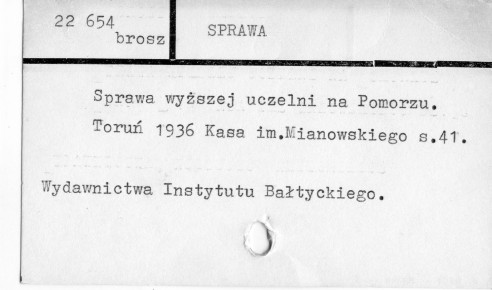 22 654
brosz
SPRAWA
Sprawa wyższej uczelni na Pomorzu.
Toruń 1936 Kasa im.Mianowskiego s.41.
Wydawnictwa Instytutu Bałtyckiego.